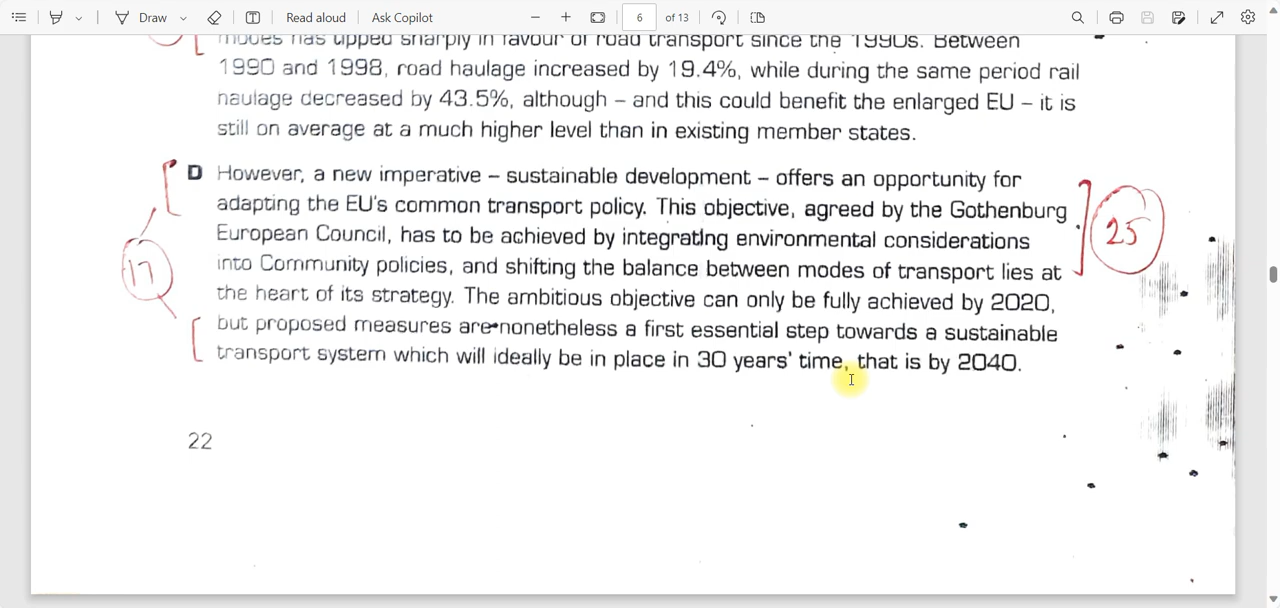 Draw
Read aloud
Ask Copilot
6 of 13
modes has tipped sharply in favour of road transport since the 1990s. Between
1990 and 1998, road haulage increased by 19.4%, while during the same period rail
haulage decreased by 43.5%, although – and this could benefit the enlarged EU – it is
still on average at a much higher level than in existing member states.
D However, a new imperative – sustainable development – offers an opportunity for
adapting the EU's common transport policy. This objective, agreed by the Gothenburg
European Council, has to be achieved by integrating environmental considerations
into Community policies, and shifting the balance between modes of transport lies at
the heart of its strategy. The ambitious objective can only be fully achieved by 2020,
but proposed measures are nonetheless a first essential step towards a sustainable
transport system which will ideally be in place in 30 years' time, that is by 2040.
17
25
22